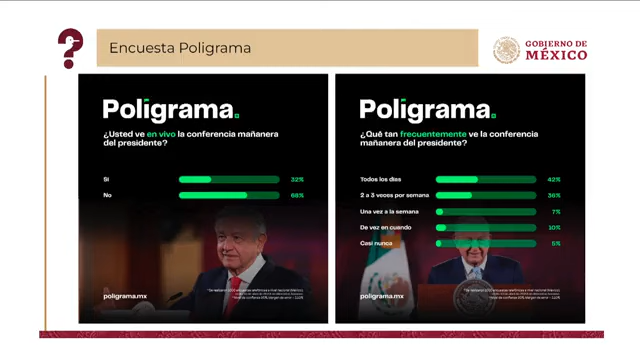 Encuesta Poligrama
GOBIERNO DE
MÉXICO
Poligrama.
¿Usted ve en vivo la conferencia mañanera
del presidente?
Si 32%
No 68%
poligrama.mx
Poligrama.
¿Qué tan frecuentemente ve la conferencia
mañanera del presidente?
Todos los días 42%
2 a 3 veces por semana 36%
Una vez a la semana 7%
De vez en cuando 10%
Casi nunca 5%
poligrama.mx